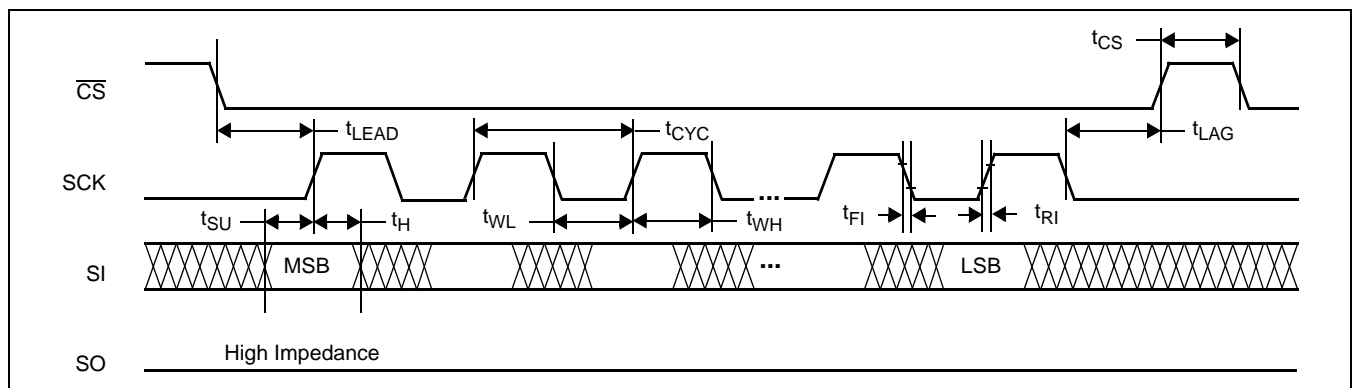 tCS
CS
tLEAD
tCYC
tLAG
SCK
...
tSU
tH
tWL
tWH
tFI
tRI
SI
MSB
...
LSB
SO
High Impedance